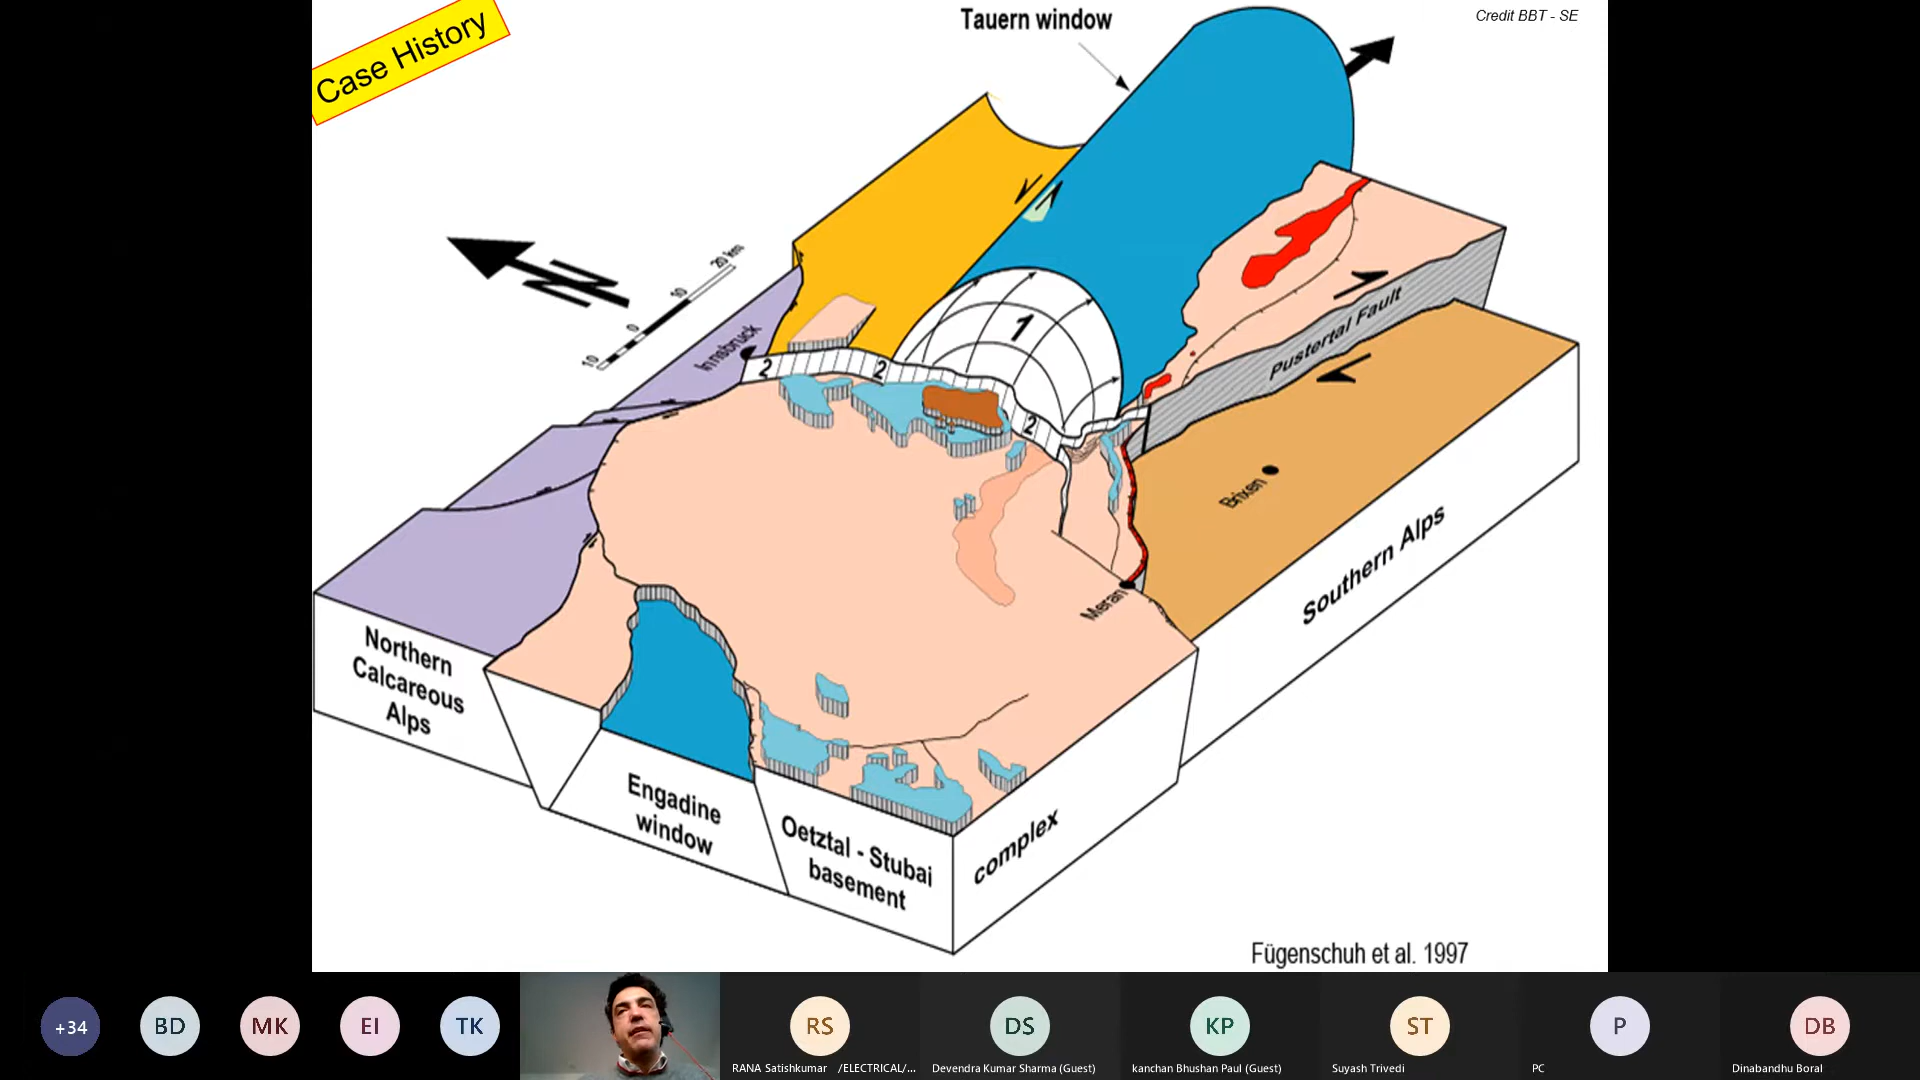 Case History
Tauern window
Credit BBT - SE
N
10
0
10
20 km
Innsbruck
1
2
2
2
Pustertal Fault
Brixen
Meran
Southern Alps
Northern
Calcareous
Alps
Engadine
window
Oetztal - Stubai
basement
complex
Fügenschuh et al. 1997
+34
BD
MK
EI
TK
RS
DS
KP
ST
P
DB
RANA Satishkumar /ELECTRICAL/...
Devendra Kumar Sharma (Guest)
kanchan Bhushan Paul (Guest)
Suyash Trivedi
PC
Dinabandhu Boral